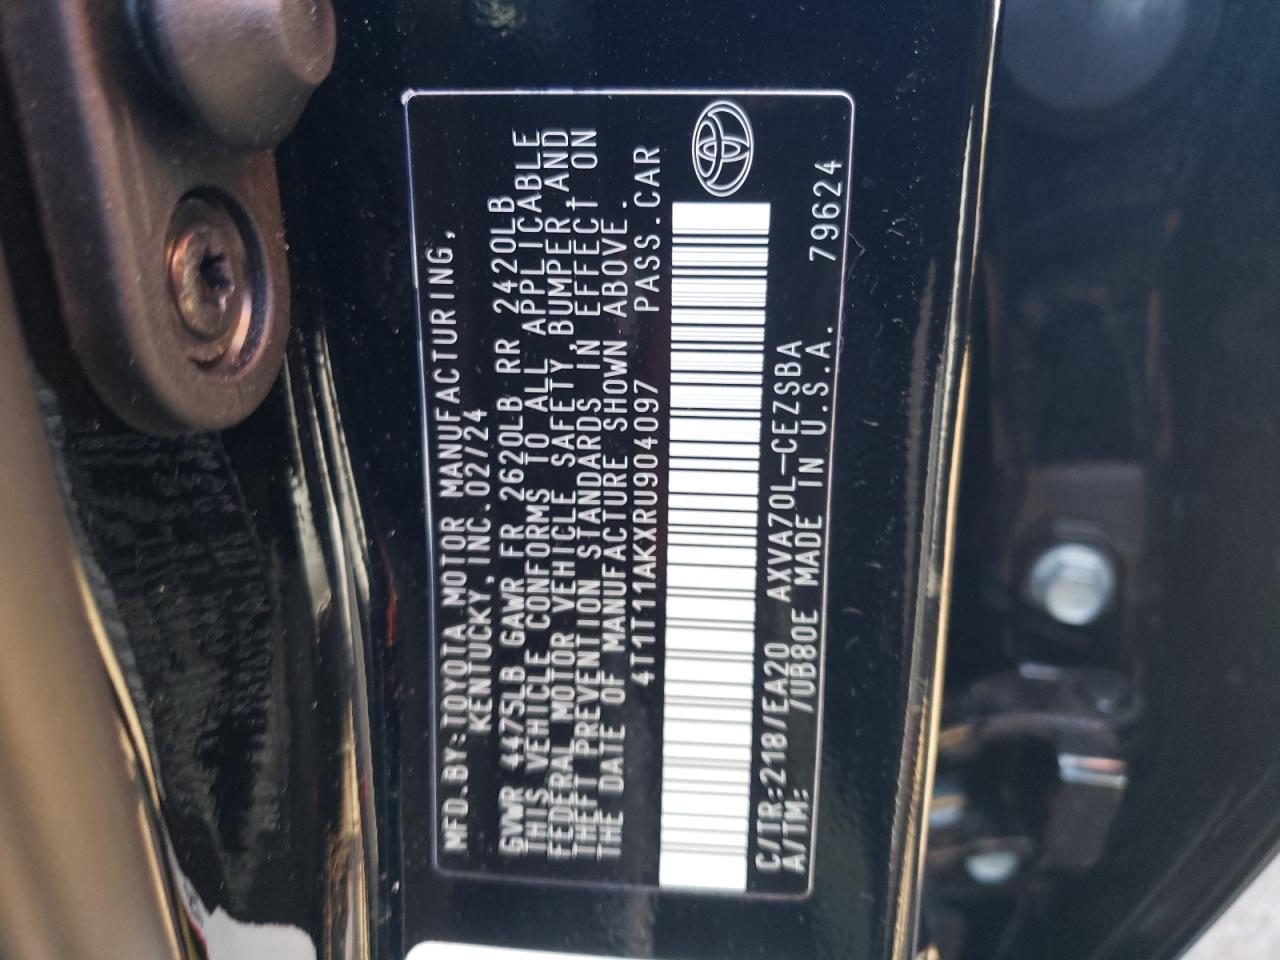 MFD.BY:TOYOTA MOTOR MANUFACTURING,
KENTUCKY,INC.02/24
GVWR 4475LB GAWR FR 2620LB RR 2420LB
THIS VEHICLE CONFORMS TO ALL APPLICABLE
FEDERAL MOTOR VEHICLE SAFETY,BUMPER,AND
THEFT PREVENTION STANDARDS IN EFFECT ON
THE DATE OF MANUFACTURE SHOWN ABOVE.
4T1T11AKXRU904097 PASS.CAR
C/TR:218/EA20 AXVA70L-CEZSBA 79624
A/TM: /UB80E MADE IN U.S.A.